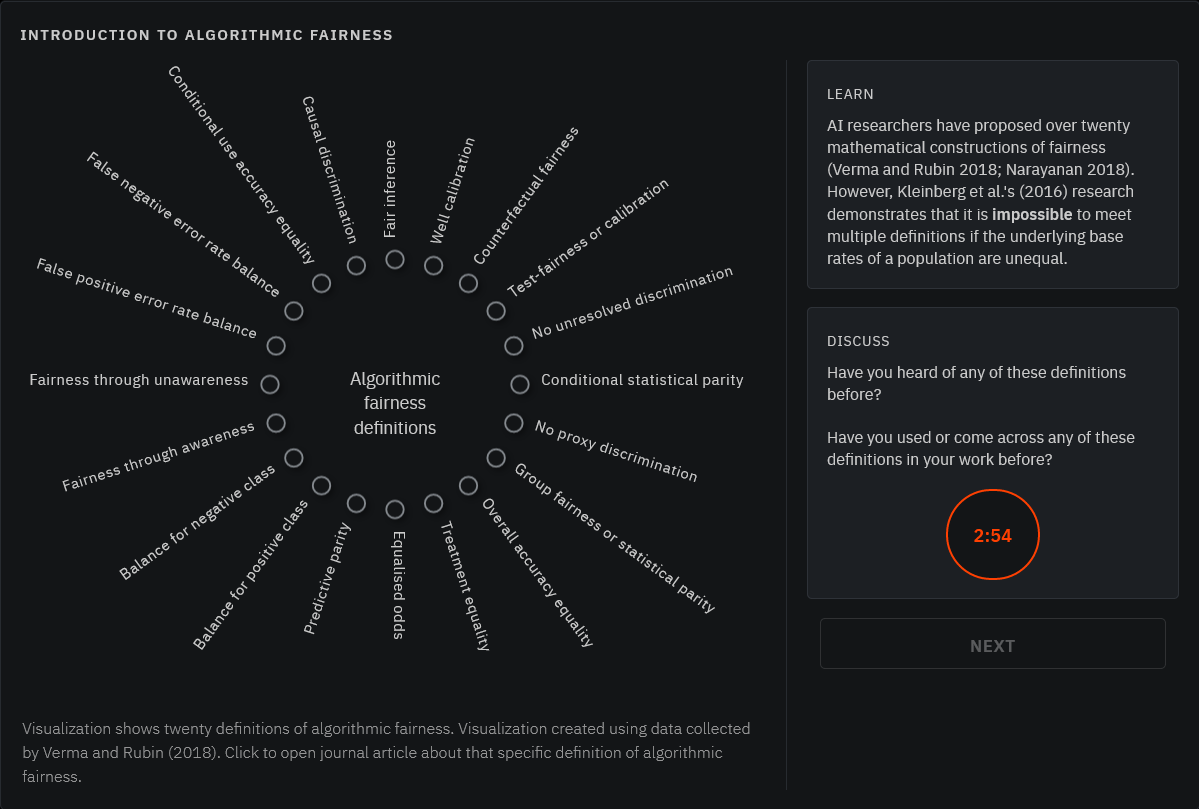 INTRODUCTION TO ALGORITHMIC FAIRNESS
Conditional use accuracy equality
Causal discrimination
Fair inference
Well calibration
Counterfactual fairness
Test-fairness or calibration
No unresolved discrimination
Conditional statistical parity
No proxy discrimination
Group fairness or statistical parity
Overall accuracy equality
Treatment equality
Equalised odds
Predictive parity
Balance for positive class
Balance for negative class
Fairness through awareness
Fairness through unawareness
False positive error rate balance
False negative error rate balance
Algorithmic
fairness
definitions
Visualization shows twenty definitions of algorithmic fairness. Visualization created using data collected
by Verma and Rubin (2018). Click to open journal article about that specific definition of algorithmic
fairness.
LEARN
AI researchers have proposed over twenty
mathematical constructions of fairness
(Verma and Rubin 2018; Narayanan 2018).
However, Kleinberg et al.'s (2016) research
demonstrates that it is impossible to meet
multiple definitions if the underlying base
rates of a population are unequal.
DISCUSS
Have you heard of any of these definitions
before?
Have you used or come across any of these
definitions in your work before?
2:54
NEXT